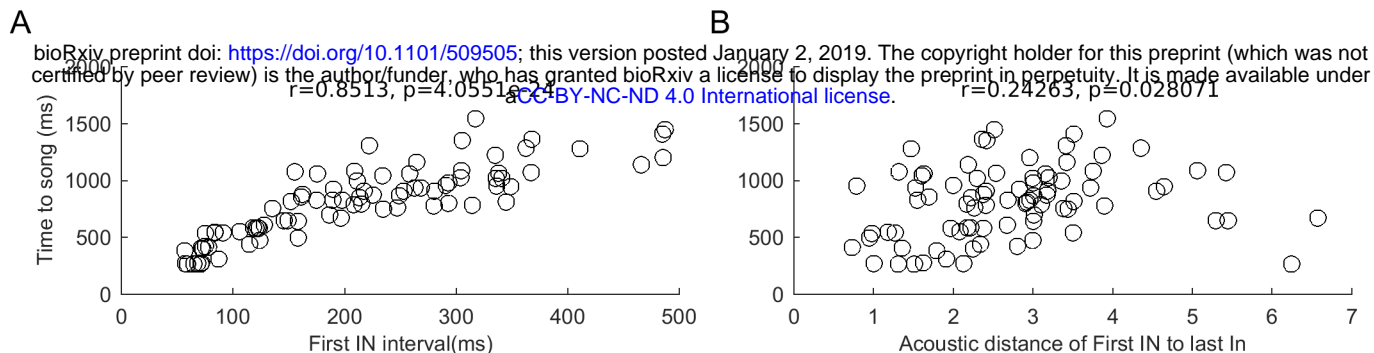 A
B
bioRxiv preprint doi: https://doi.org/10.1101/509505; this version posted January 2, 2019. The copyright holder for this preprint (which was not
certified by peer review) is the author/funder, who has granted bioRxiv a license to display the preprint in perpetuity. It is made available under
aCC-BY-NC-ND 4.0 International license.
r=0.8513, p=4.0551e-24
2000
1500
1000
500
0
Time to song (ms)
0 100 200 300 400 500
First IN interval(ms)
r=0.24263, p=0.028071
2000
1500
1000
500
0
0 1 2 3 4 5 6 7
Acoustic distance of First IN to last In